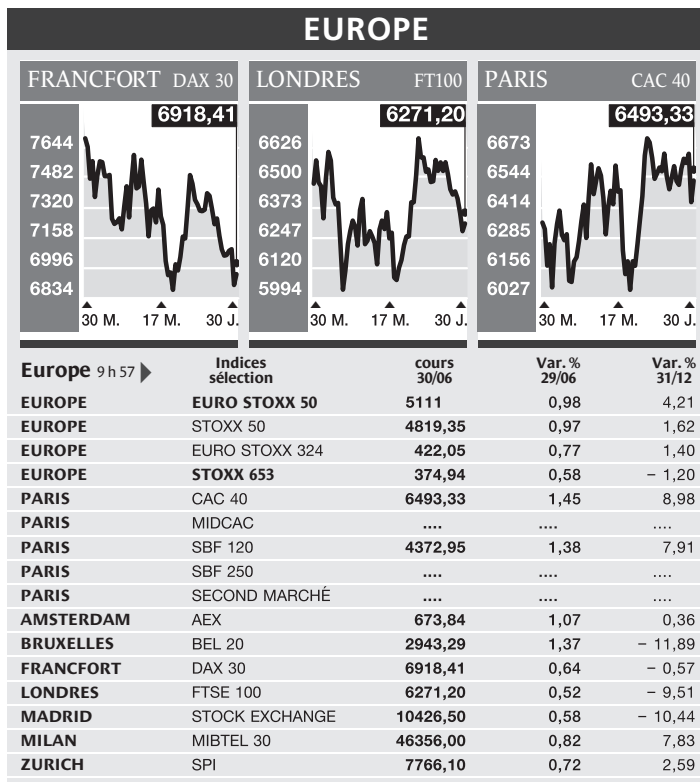 EUROPE
FRANCFORT DAX 30
6918,41
7644
7482
7320
7158
6996
6834
30 M. 17 M. 30 J.
LONDRES FT100
6271,20
6626
6500
6373
6247
6120
5994
30 M. 17 M. 30 J.
PARIS CAC 40
6493,33
6673
6544
6414
6285
6156
6027
30 M. 17 M. 30 J.
Europe 9 h 57 Indices sélection cours 30/06 Var. % 29/06 Var. % 31/12
EUROPE EURO STOXX 50 5111 0,98 4,21
EUROPE STOXX 50 4819,35 0,97 1,62
EUROPE EURO STOXX 324 422,05 0,77 1,40
EUROPE STOXX 653 374,94 0,58 – 1,20
PARIS CAC 40 6493,33 1,45 8,98
PARIS MIDCAC .... .... ....
PARIS SBF 120 4372,95 1,38 7,91
PARIS SBF 250 .... .... ....
PARIS SECOND MARCHÉ .... .... ....
AMSTERDAM AEX 673,84 1,07 0,36
BRUXELLES BEL 20 2943,29 1,37 – 11,89
FRANCFORT DAX 30 6918,41 0,64 – 0,57
LONDRES FTSE 100 6271,20 0,52 – 9,51
MADRID STOCK EXCHANGE 10426,50 0,58 – 10,44
MILAN MIBTEL 30 46356,00 0,82 7,83
ZURICH SPI 7766,10 0,72 2,59